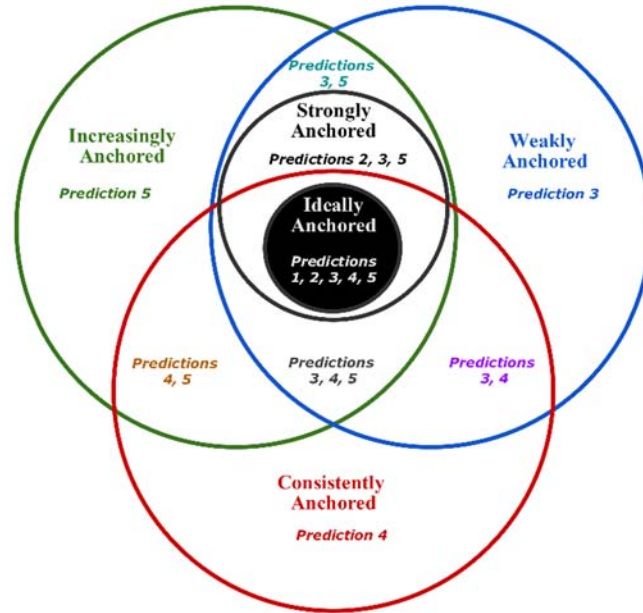 Predictions
3, 5
Strongly
Anchored
Predictions 2, 3, 5
Increasingly
Anchored
Prediction 5
Weakly
Anchored
Prediction 3
Ideally
Anchored
Predictions
1, 2, 3, 4, 5
Predictions
4, 5
Predictions
3, 4, 5
Predictions
3, 4
Consistently
Anchored
Prediction 4